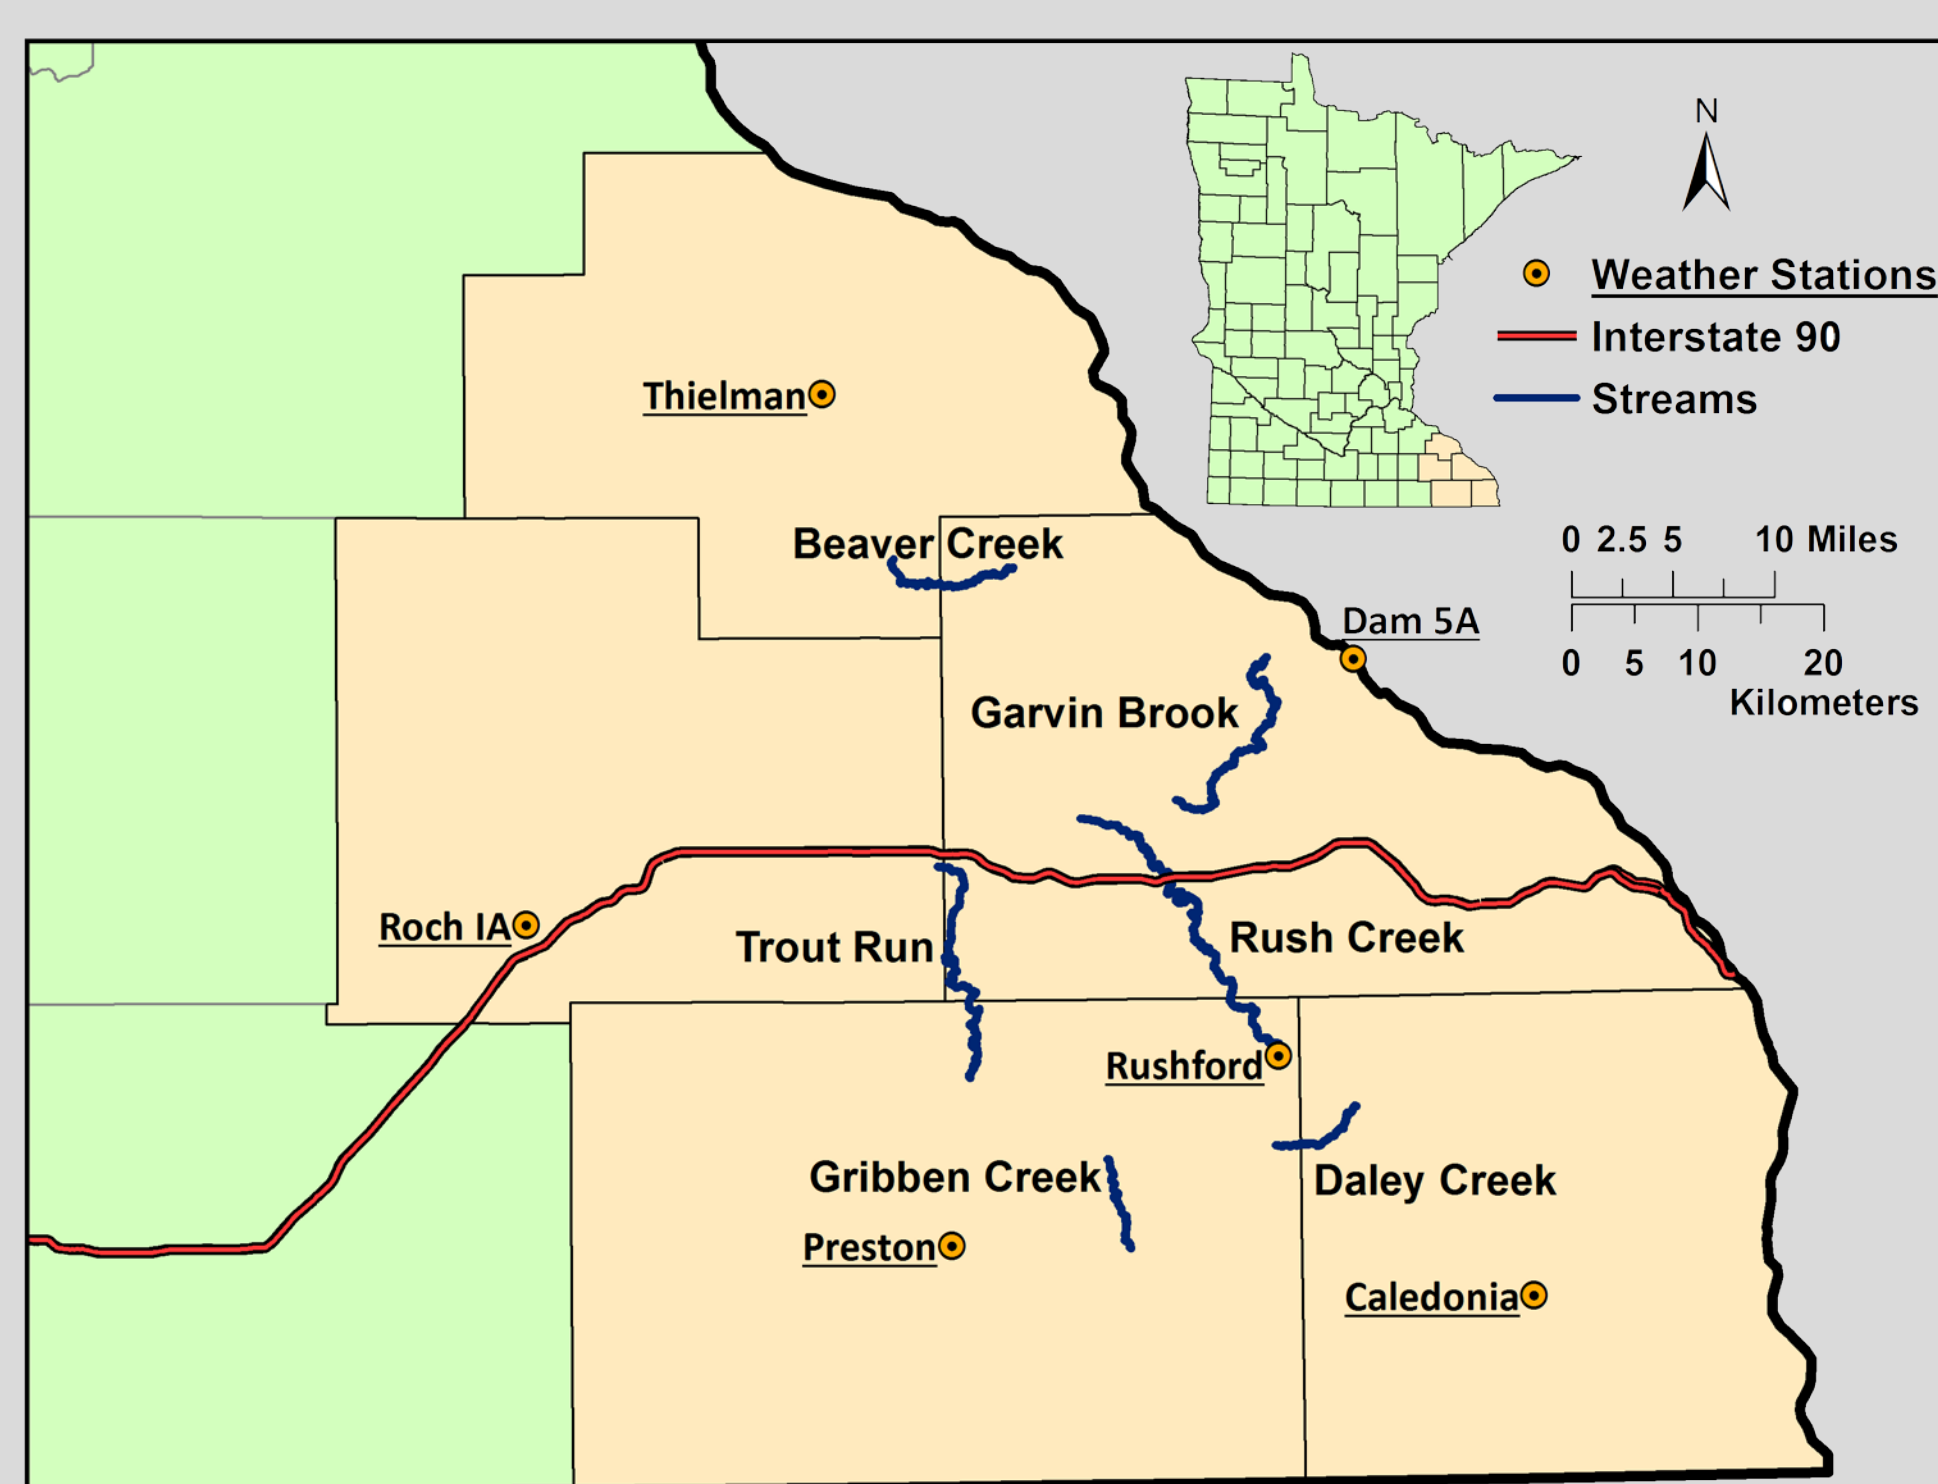 N
Weather Stations
Interstate 90
Streams
Thielman
0 2.5 5 10 Miles
Beaver Creek
Dam 5A
0 5 10 20
Kilometers
Garvin Brook
Roch IA
Trout Run
Rush Creek
Rushford
Gribben Creek
Daley Creek
Preston
Caledonia